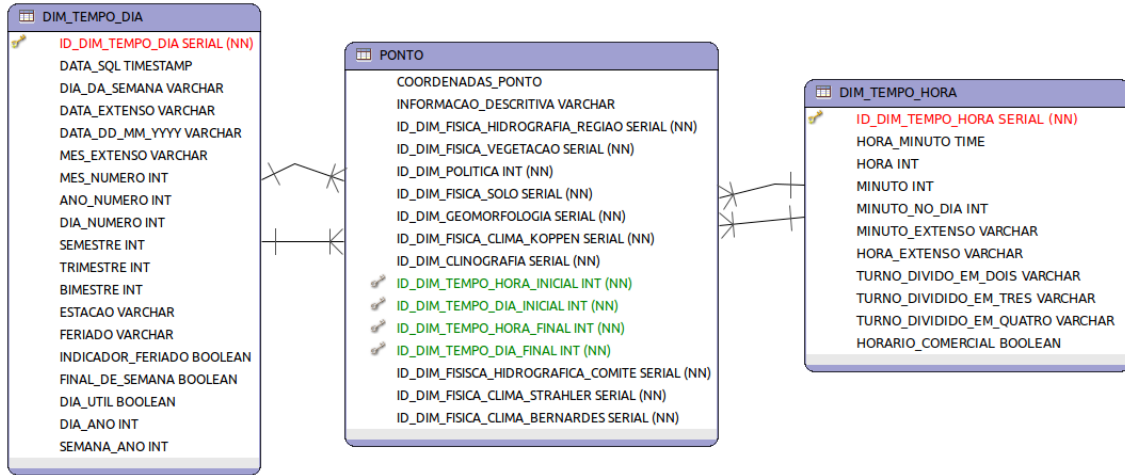 DIM_TEMPO_DIA
ID_DIM_TEMPO_DIA SERIAL (NN)
DATA_SQL TIMESTAMP
DIA_DA_SEMANA VARCHAR
DATA_EXTENSO VARCHAR
DATA_DD_MM_YYYY VARCHAR
MES_EXTENSO VARCHAR
MES_NUMERO INT
ANO_NUMERO INT
DIA_NUMERO INT
SEMESTRE INT
TRIMESTRE INT
BIMESTRE INT
ESTACAO VARCHAR
FERIADO VARCHAR
INDICADOR_FERIADO BOOLEAN
FINAL_DE_SEMANA BOOLEAN
DIA_UTIL BOOLEAN
DIA_ANO INT
SEMANA_ANO INT
PONTO
COORDENADAS_PONTO
INFORMACAO_DESCRITIVA VARCHAR
ID_DIM_FISICA_HIDROGRAFIA_REGIAO SERIAL (NN)
ID_DIM_FISICA_VEGETACAO SERIAL (NN)
ID_DIM_POLITICA INT (NN)
ID_DIM_FISICA_SOLO SERIAL (NN)
ID_DIM_GEOMORFOLOGIA SERIAL (NN)
ID_DIM_FISICA_CLIMA_KOPPEN SERIAL (NN)
ID_DIM_CLINOGRAFIA SERIAL (NN)
ID_DIM_TEMPO_HORA_INICIAL INT (NN)
ID_DIM_TEMPO_DIA_INICIAL INT (NN)
ID_DIM_TEMPO_HORA_FINAL INT (NN)
ID_DIM_TEMPO_DIA_FINAL INT (NN)
ID_DIM_FISISCA_HIDROGRAFICA_COMITE SERIAL (NN)
ID_DIM_FISICA_CLIMA_STRAHLER SERIAL (NN)
ID_DIM_FISICA_CLIMA_BERNARDES SERIAL (NN)
DIM_TEMPO_HORA
ID_DIM_TEMPO_HORA SERIAL (NN)
HORA_MINUTO TIME
HORA INT
MINUTO INT
MINUTO_NO_DIA INT
MINUTO_EXTENSO VARCHAR
HORA_EXTENSO VARCHAR
TURNO_DIVIDO_EM_DOIS VARCHAR
TURNO_DIVIDIDO_EM_TRES VARCHAR
TURNO_DIVIDIDO_EM_QUATRO VARCHAR
HORARIO_COMERCIAL BOOLEAN